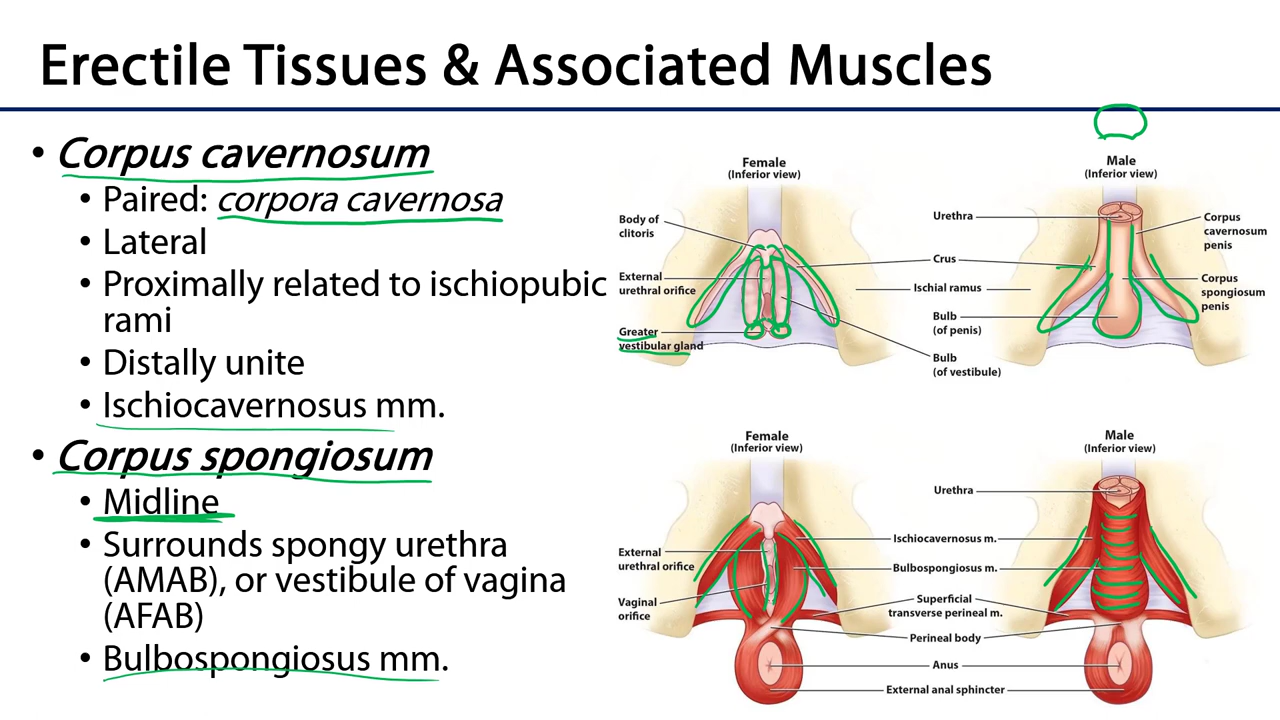 Erectile Tissues & Associated Muscles
• Corpus cavernosum
• Paired: corpora cavernosa
• Lateral
• Proximally related to ischiopubic
rami
• Distally unite
• Ischiocavernosus mm.
• Corpus spongiosum
• Midline
• Surrounds spongy urethra
(AMAB), or vestibule of vagina
(AFAB)
• Bulbospongiosus mm.
Female
(Inferior view)
Body of
clitoris
External
urethral orifice
Greater
vestibular gland
Male
(Inferior view)
Urethra
Crus
Ischial ramus
Bulb
(of penis)
Bulb
(of vestibule)
Corpus
cavernosum
penis
Corpus
spongiosum
penis
Female
(Inferior view)
External
urethral orifice
Vaginal
orifice
Male
(Inferior view)
Urethra
Ischiocavernosus m.
Bulbospongiosus m.
Superficial
transverse perineal m.
Perineal body
Anus
External anal sphincter